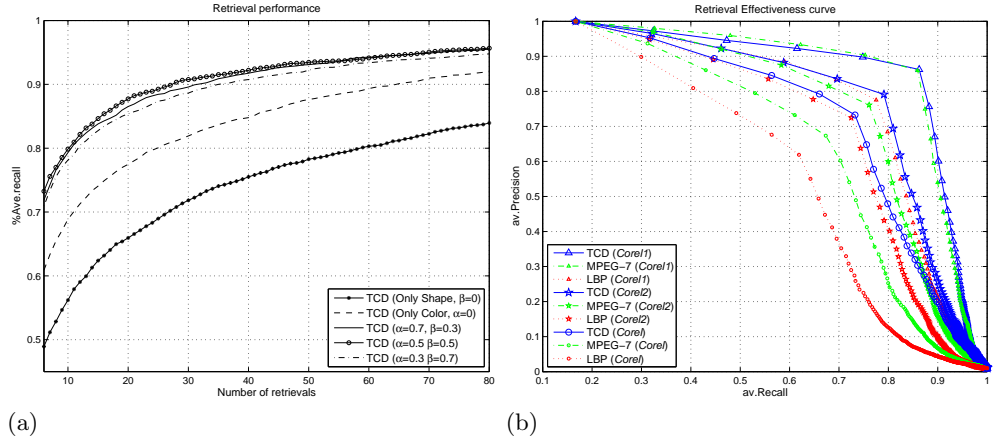 Retrieval performance
%Ave.recall
1
0.9
0.8
0.7
0.6
0.5
10 20 30 40 50 60 70 80
Number of retrievals
TCD (Only Shape, β=0)
TCD (Only Color, α=0)
TCD (α=0.7, β=0.3)
TCD (α=0.5 β=0.5)
TCD (α=0.3 β=0.7)
(a)
Retrieval Effectiveness curve
av.Precision
1
0.9
0.8
0.7
0.6
0.5
0.4
0.3
0.2
0.1
0
0.1 0.2 0.3 0.4 0.5 0.6 0.7 0.8 0.9 1
av.Recall
TCD (Corel1)
MPEG−7 (Corel1)
LBP (Corel1)
TCD (Corel2)
MPEG−7 (Corel2)
LBP (Corel2)
TCD (Corel)
MPEG−7 (Corel)
LBP (Corel)
(b)